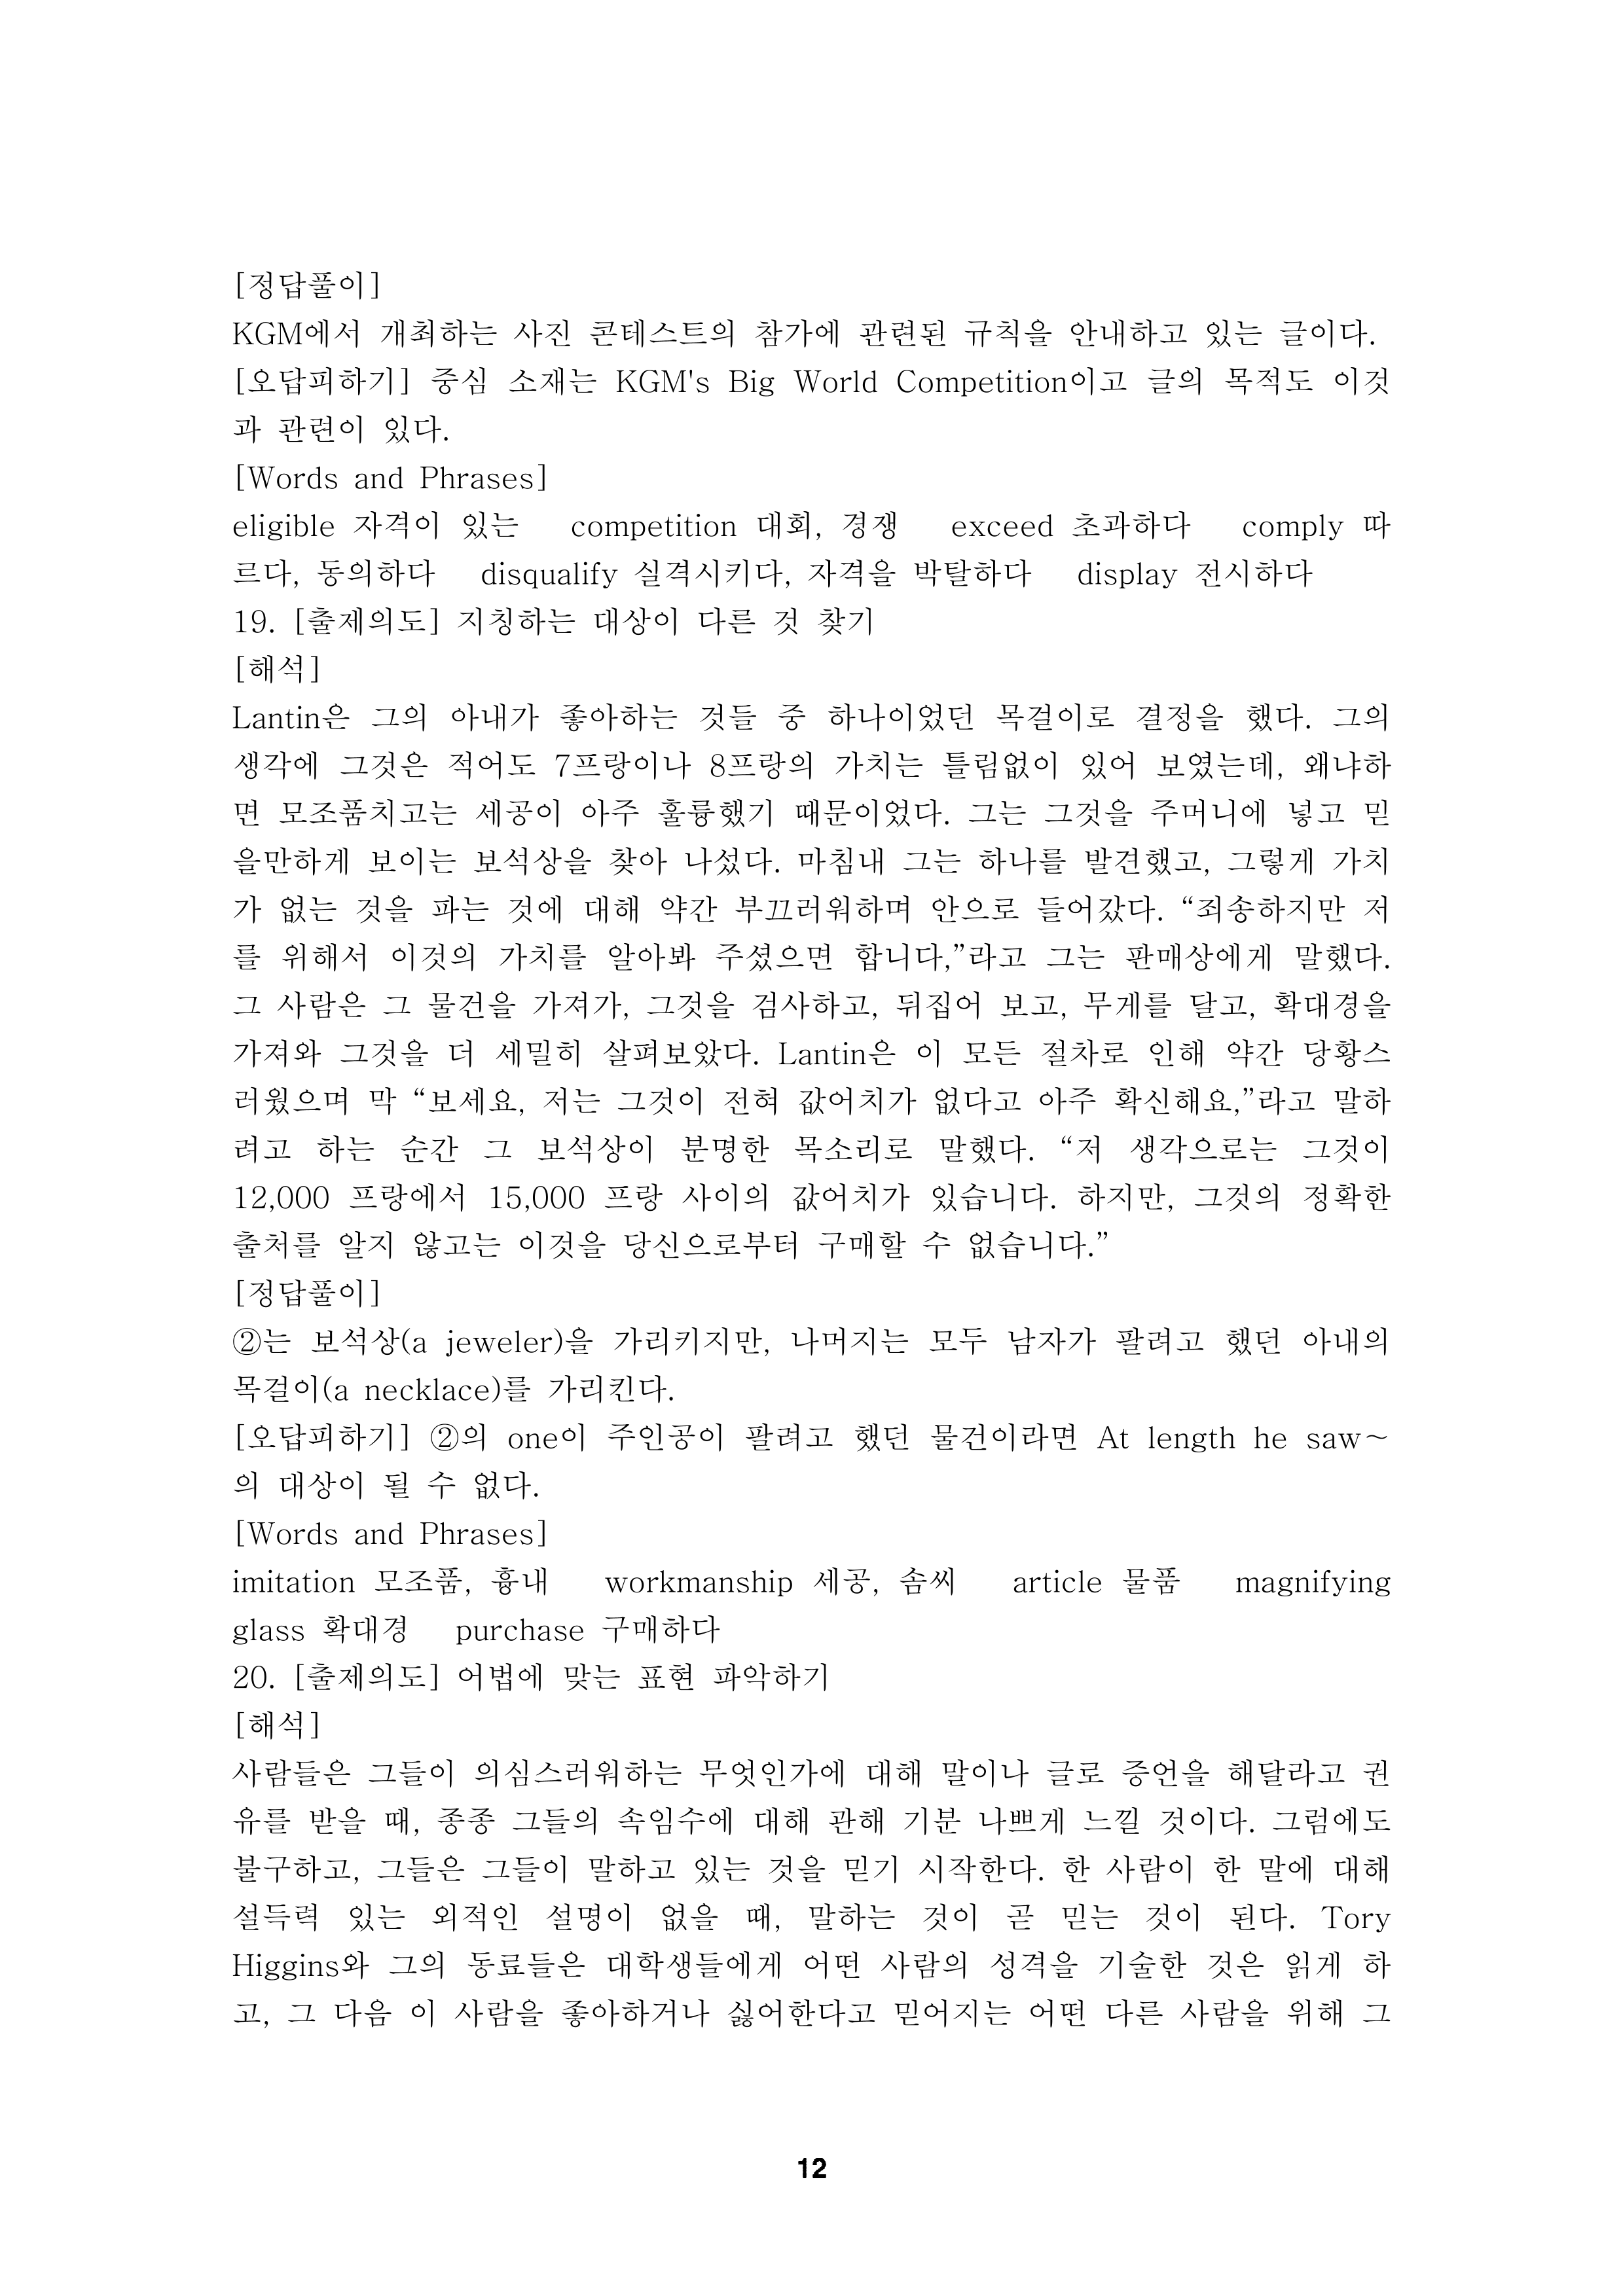 [정답풀이]
KGM에서 개최하는 사진 콘테스트의 참가에 관련된 규칙을 안내하고 있는 글이다.
[오답피하기] 중심 소재는 KGM's Big World Competition이고 글의 목적도 이것
과 관련이 있다.
[Words and Phrases]
eligible 자격이 있는 competition 대회, 경쟁 exceed 초과하다 comply 따
르다, 동의하다 disqualify 실격시키다, 자격을 박탈하다 display 전시하다
19. [출제의도] 지칭하는 대상이 다른 것 찾기
[해석]
Lantin은 그의 아내가 좋아하는 것들 중 하나이었던 목걸이로 결정을 했다. 그의
생각에 그것은 적어도 7프랑이나 8프랑의 가치는 틀림없이 있어 보였는데, 왜냐하
면 모조품치고는 세공이 아주 훌륭했기 때문이었다. 그는 그것을 주머니에 넣고 믿
을만하게 보이는 보석상을 찾아 나섰다. 마침내 그는 하나를 발견했고, 그렇게 가치
가 없는 것을 파는 것에 대해 약간 부끄러워하며 안으로 들어갔다. “죄송하지만 저
를 위해서 이것의 가치를 알아봐 주셨으면 합니다,”라고 그는 판매상에게 말했다.
그 사람은 그 물건을 가져가, 그것을 검사하고, 뒤집어 보고, 무게를 달고, 확대경을
가져와 그것을 더 세밀히 살펴보았다. Lantin은 이 모든 절차로 인해 약간 당황스
러웠으며 막 “보세요, 저는 그것이 전혀 값어치가 없다고 아주 확신해요,”라고 말하
려고 하는 순간 그 보석상이 분명한 목소리로 말했다. “저 생각으로는 그것이
12,000 프랑에서 15,000 프랑 사이의 값어치가 있습니다. 하지만, 그것의 정확한
출처를 알지 않고는 이것을 당신으로부터 구매할 수 없습니다.”
[정답풀이]
②는 보석상(a jeweler)을 가리키지만, 나머지는 모두 남자가 팔려고 했던 아내의
목걸이(a necklace)를 가리킨다.
[오답피하기] ②의 one이 주인공이 팔려고 했던 물건이라면 At length he saw~
의 대상이 될 수 없다.
[Words and Phrases]
imitation 모조품, 흉내 workmanship 세공, 솜씨 article 물품 magnifying
glass 확대경 purchase 구매하다
20. [출제의도] 어법에 맞는 표현 파악하기
[해석]
사람들은 그들이 의심스러워하는 무엇인가에 대해 말이나 글로 증언을 해달라고 권
유를 받을 때, 종종 그들의 속임수에 대해 관해 기분 나쁘게 느낄 것이다. 그럼에도
불구하고, 그들은 그들이 말하고 있는 것을 믿기 시작한다. 한 사람이 한 말에 대해
설득력 있는 외적인 설명이 없을 때, 말하는 것이 곧 믿는 것이 된다. Tory
Higgins와 그의 동료들은 대학생들에게 어떤 사람의 성격을 기술한 것은 읽게 하
고, 그 다음 이 사람을 좋아하거나 싫어한다고 믿어지는 어떤 다른 사람을 위해 그
12